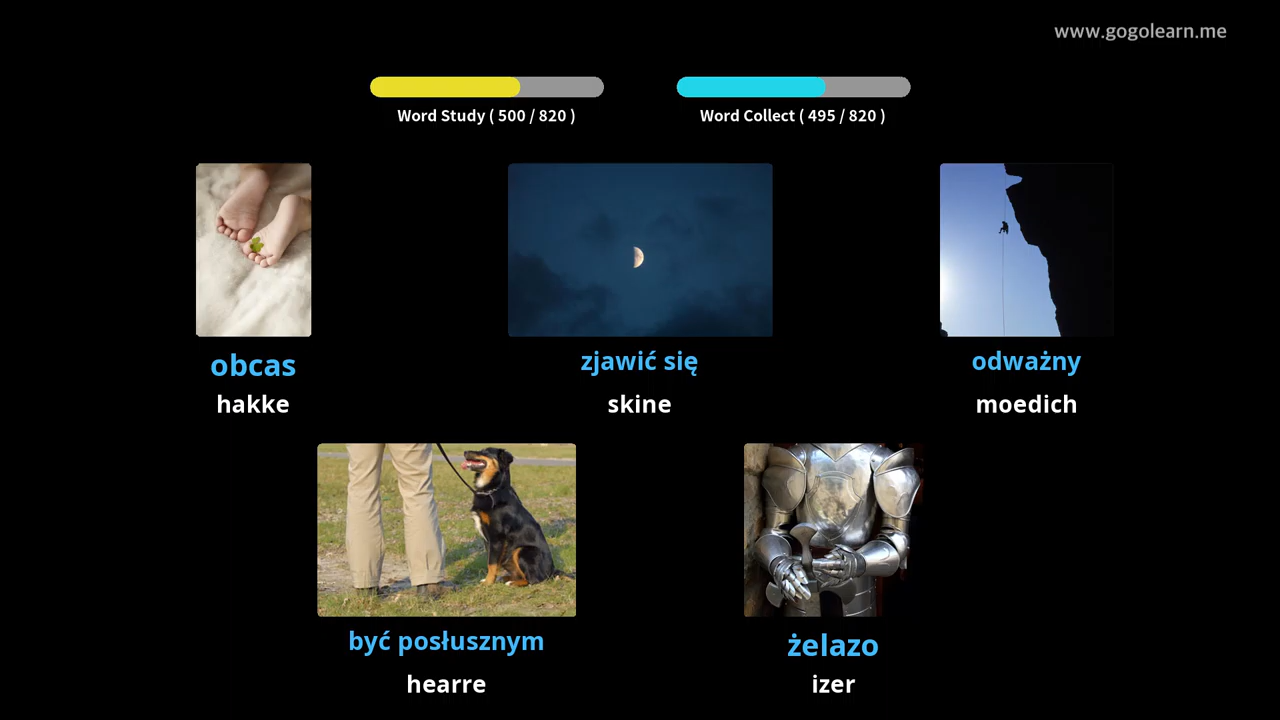 www.gogolearn.me
Word Study ( 500 / 820 )
Word Collect ( 495 / 820 )
obcas
hakke
zjawić się
skine
odważny
moedich
być posłusznym
hearre
żelazo
izer